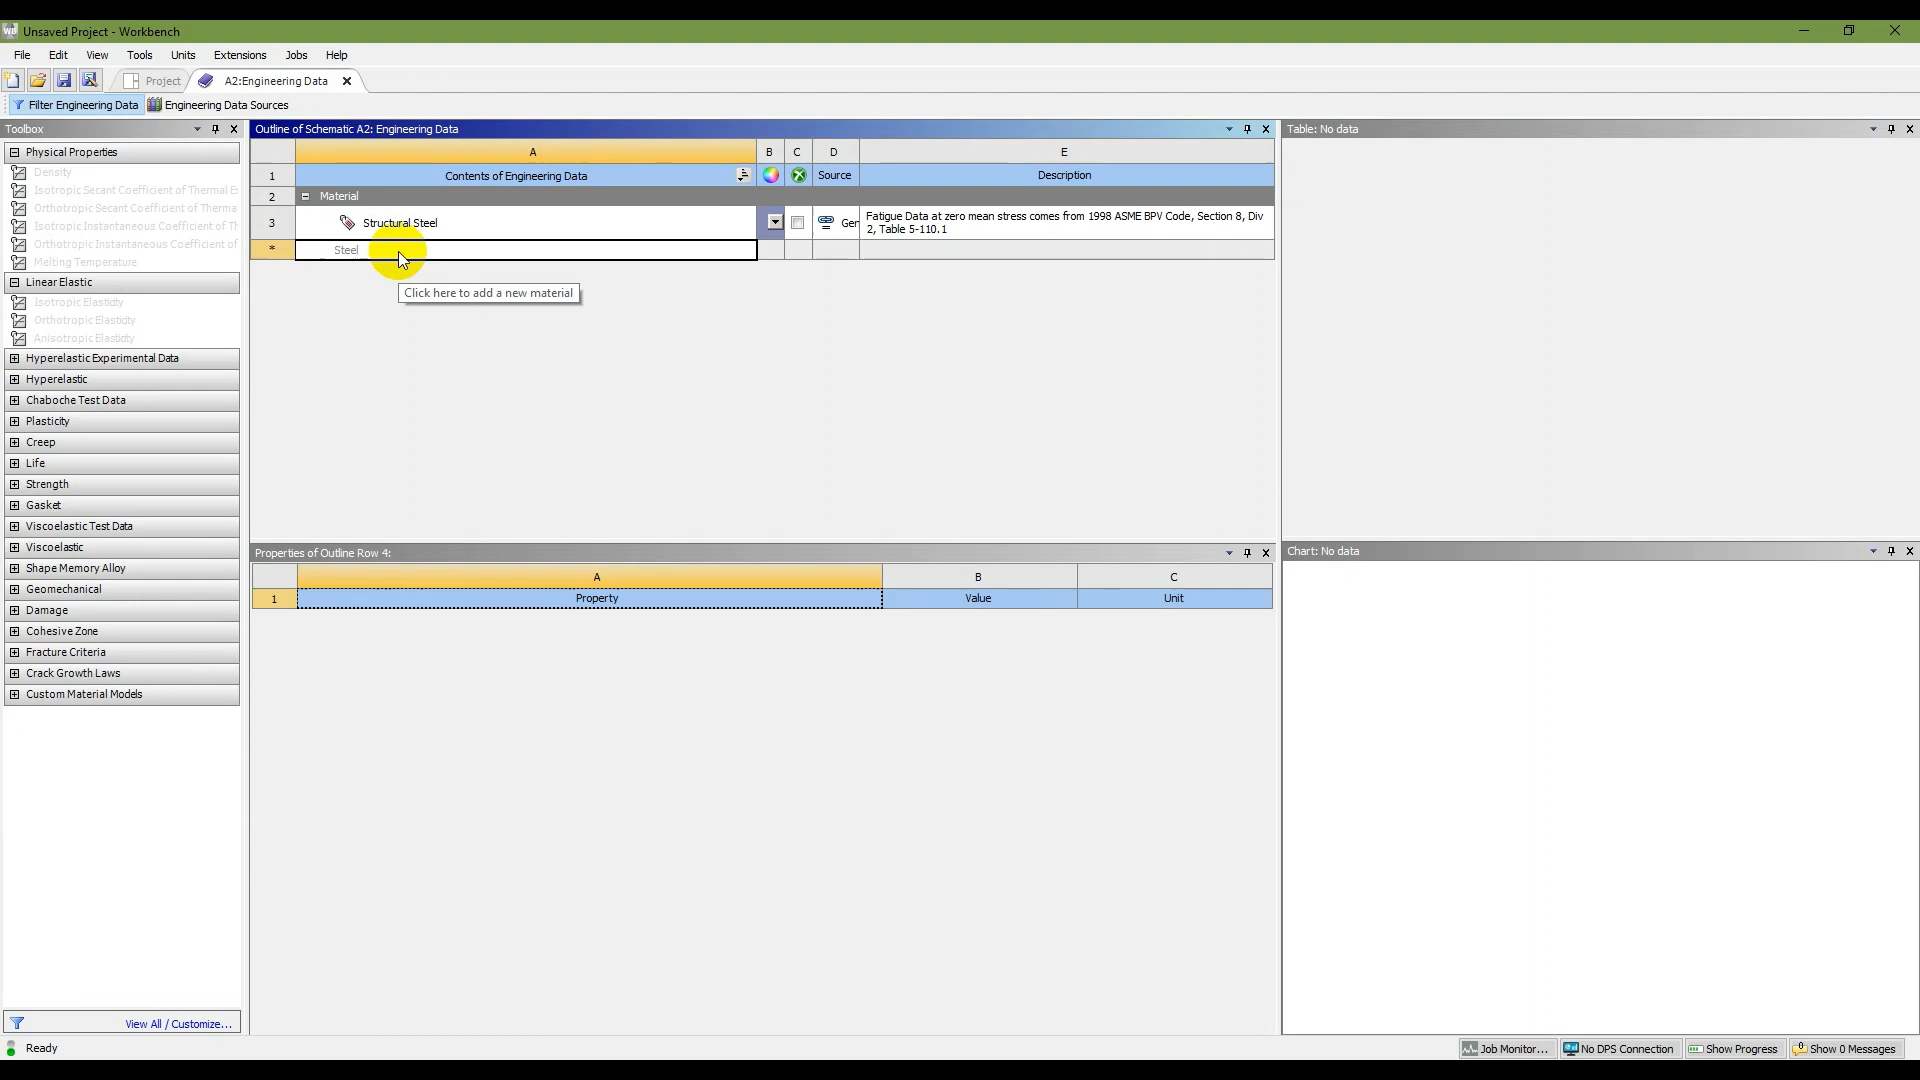 Unsaved Project - Workbench
File Edit View Tools Units Extensions Jobs Help
Project A2:Engineering Data
Filter Engineering Data Engineering Data Sources
Toolbox
Physical Properties
Density
Isotropic Secant Coefficient of Thermal E
Orthotropic Secant Coefficient of Therma
Isotropic Instantaneous Coefficient of Th
Orthotropic Instantaneous Coefficient of
Melting Temperature
Linear Elastic
Isotropic Elasticity
Orthotropic Elasticity
Anisotropic Elasticity
Hyperelastic Experimental Data
Hyperelastic
Chaboche Test Data
Plasticity
Creep
Life
Strength
Gasket
Viscoelastic Test Data
Viscoelastic
Shape Memory Alloy
Geomechanical
Damage
Cohesive Zone
Fracture Criteria
Crack Growth Laws
Custom Material Models
View All / Customize...
Outline of Schematic A2: Engineering Data
A B C D E
1 Contents of Engineering Data Source Description
2 Material
3 Structural Steel Gen Fatigue Data at zero mean stress comes from 1998 ASME BPV Code, Section 8, Div
2, Table 5-110.1
* Steel
Click here to add a new material
Properties of Outline Row 4:
A B C
1 Property Value Unit
Table: No data
Chart: No data
Ready
Job Monitor... No DPS Connection Show Progress Show 0 Messages